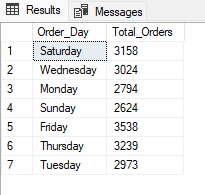 Results Messages
Order_Day Total_Orders
1 Saturday 3158
2 Wednesday 3024
3 Monday 2794
4 Sunday 2624
5 Friday 3538
6 Thursday 3239
7 Tuesday 2973